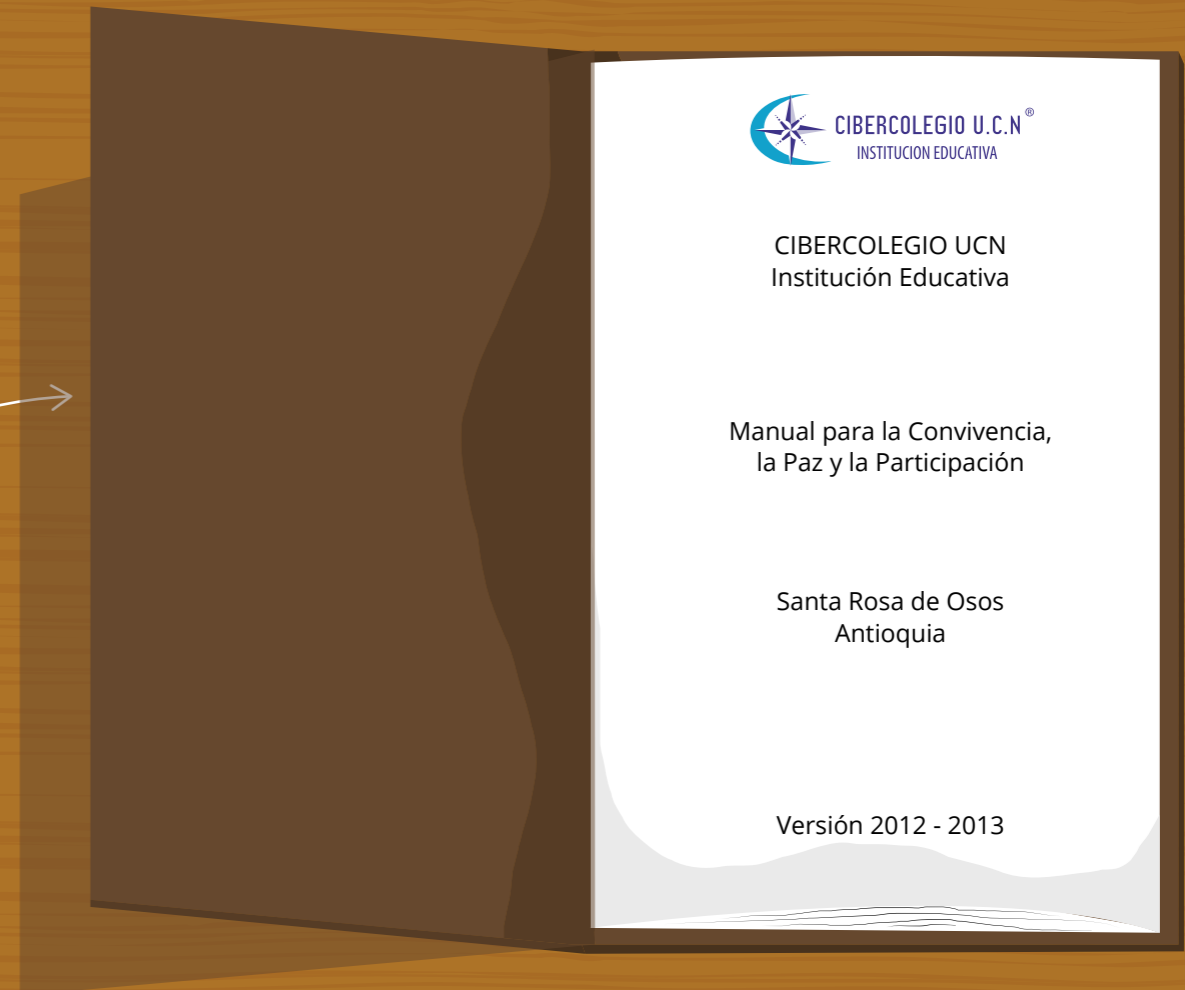 CIBERCOLEGIO U.C.N®
INSTITUCION EDUCATIVA
CIBERCOLEGIO UCN
Institución Educativa
Manual para la Convivencia,
la Paz y la Participación
Santa Rosa de Osos
Antioquia
Versión 2012 - 2013